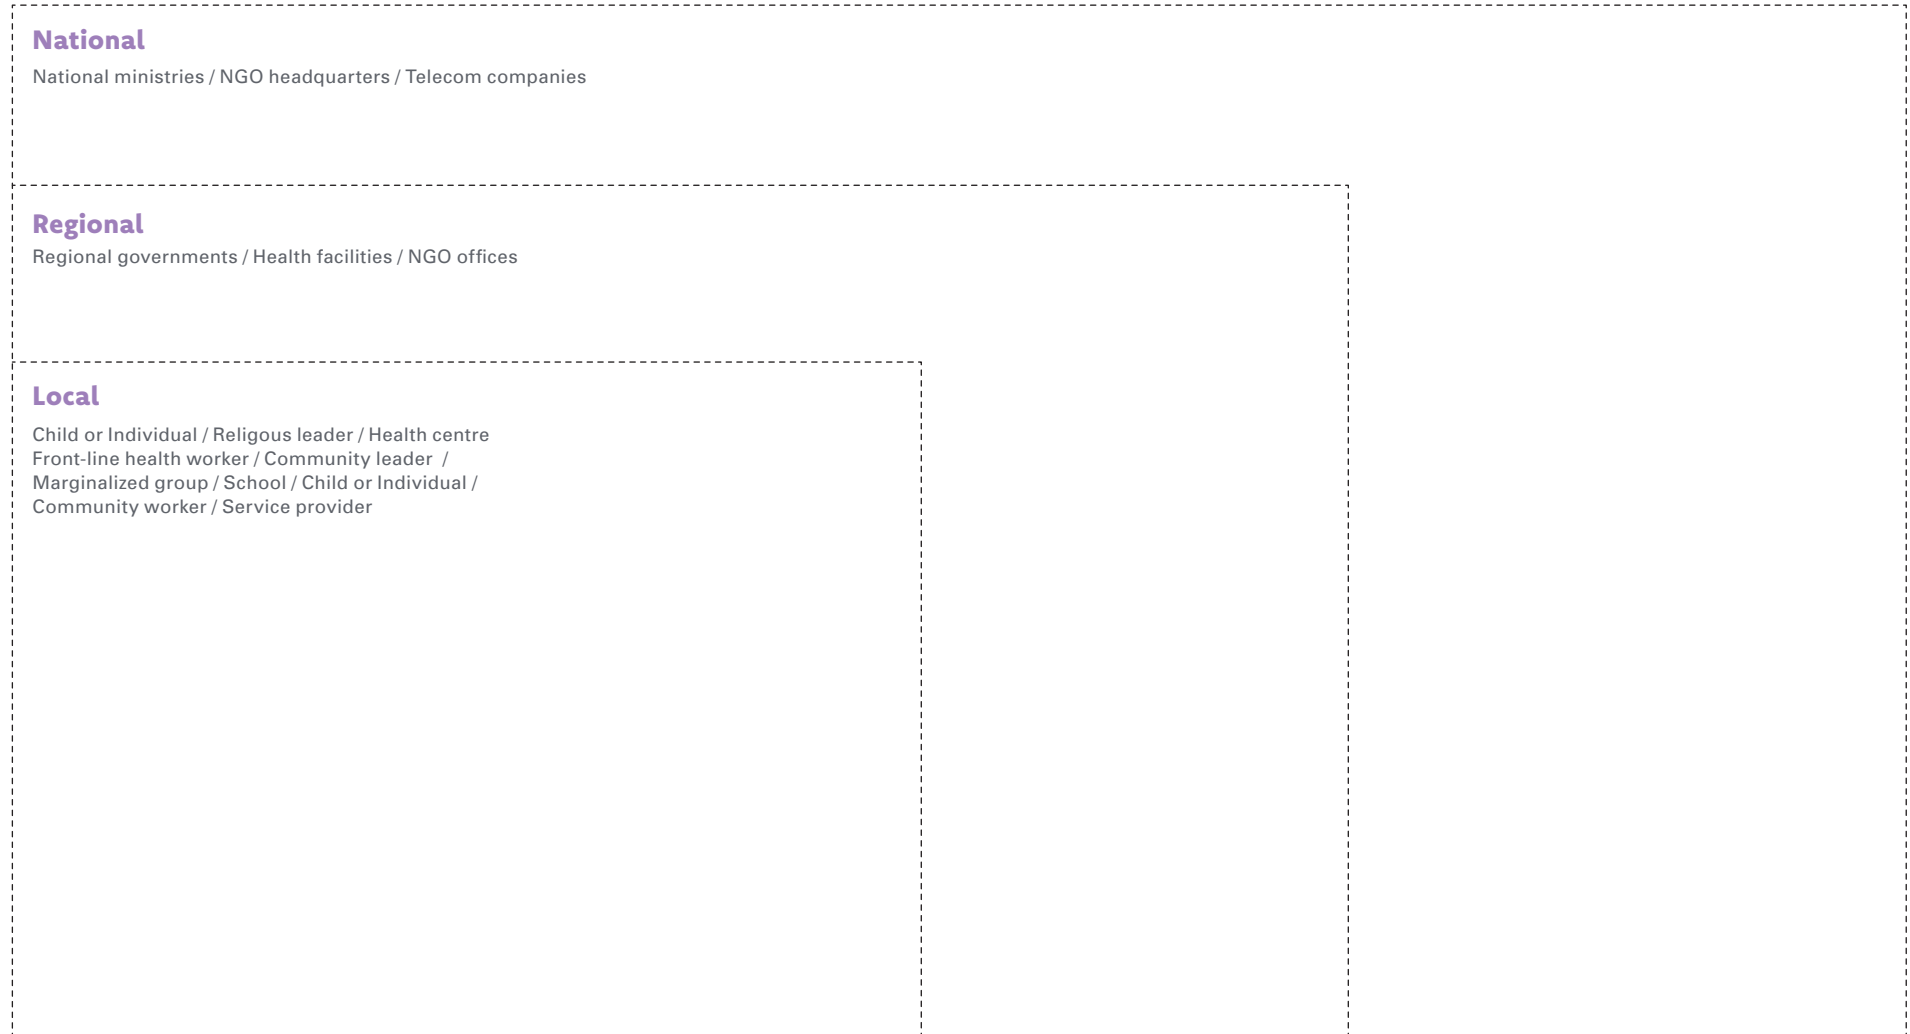 National
National ministries / NGO headquarters / Telecom companies
Regional
Regional governments / Health facilities / NGO offices
Local
Child or Individual / Religous leader / Health centre
Front-line health worker / Community leader  /
Marginalized group / School / Child or Individual /
Community worker / Service provider